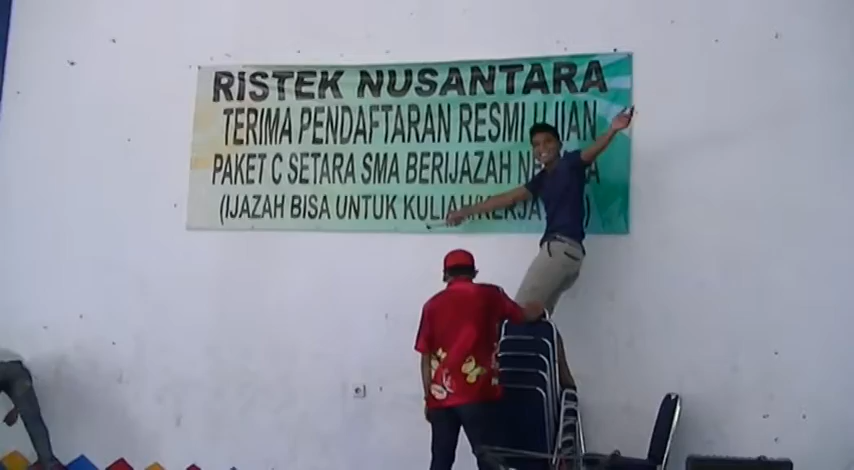 RISTEK NUSANTARA
TERIMA PENDAFTARAN RESMI UJIAN
PAKET C SETARA SMA BERIJAZAH
(IJAZAH BISA UNTUK KULIAH/KERJA